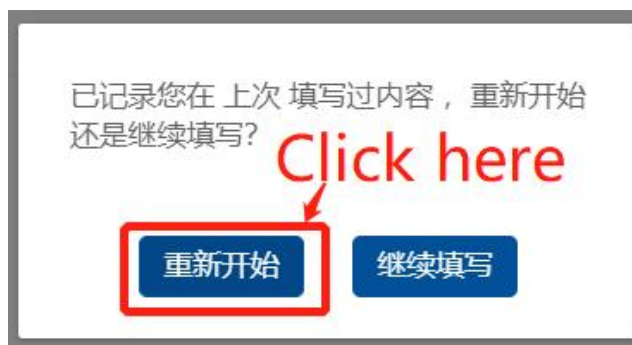 已记录您在 上次 填写过内容 ，重新开始
还是继续填写?
Click here
重新开始
继续填写